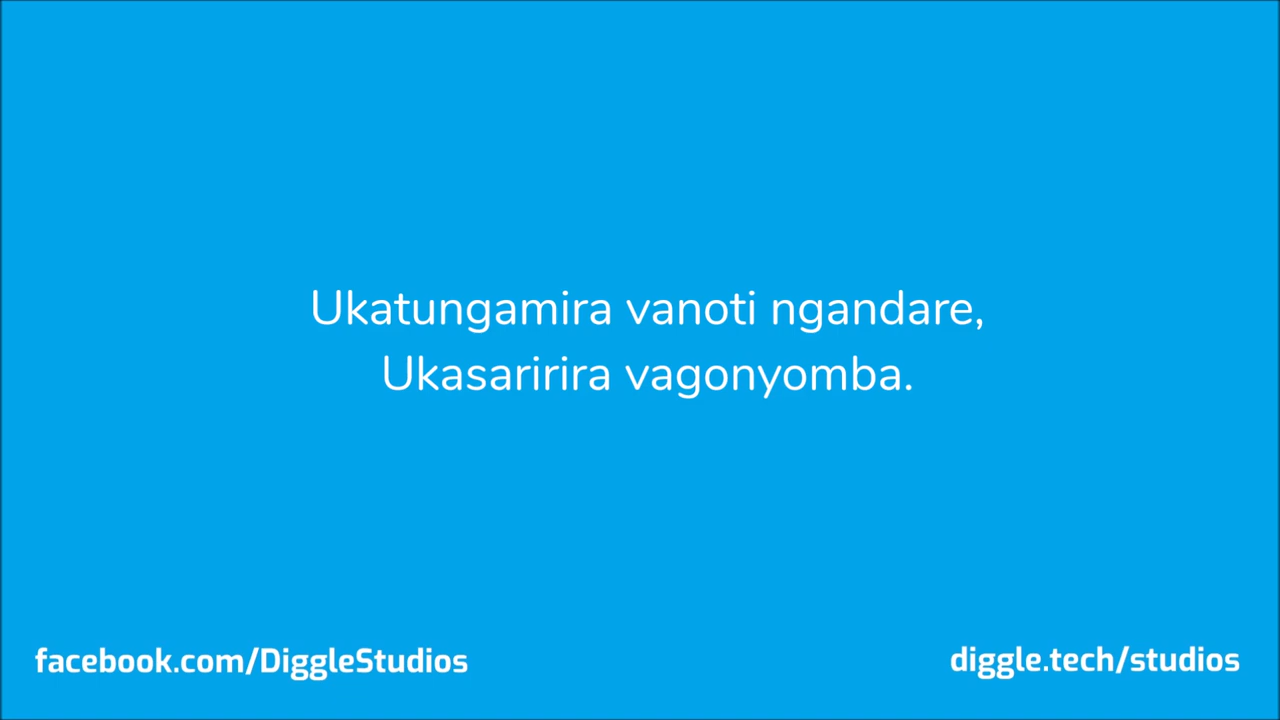 Ukatungamira vanoti ngandare,
Ukasaririra vagonyomba.
facebook.com/DiggleStudios
diggle.tech/studios